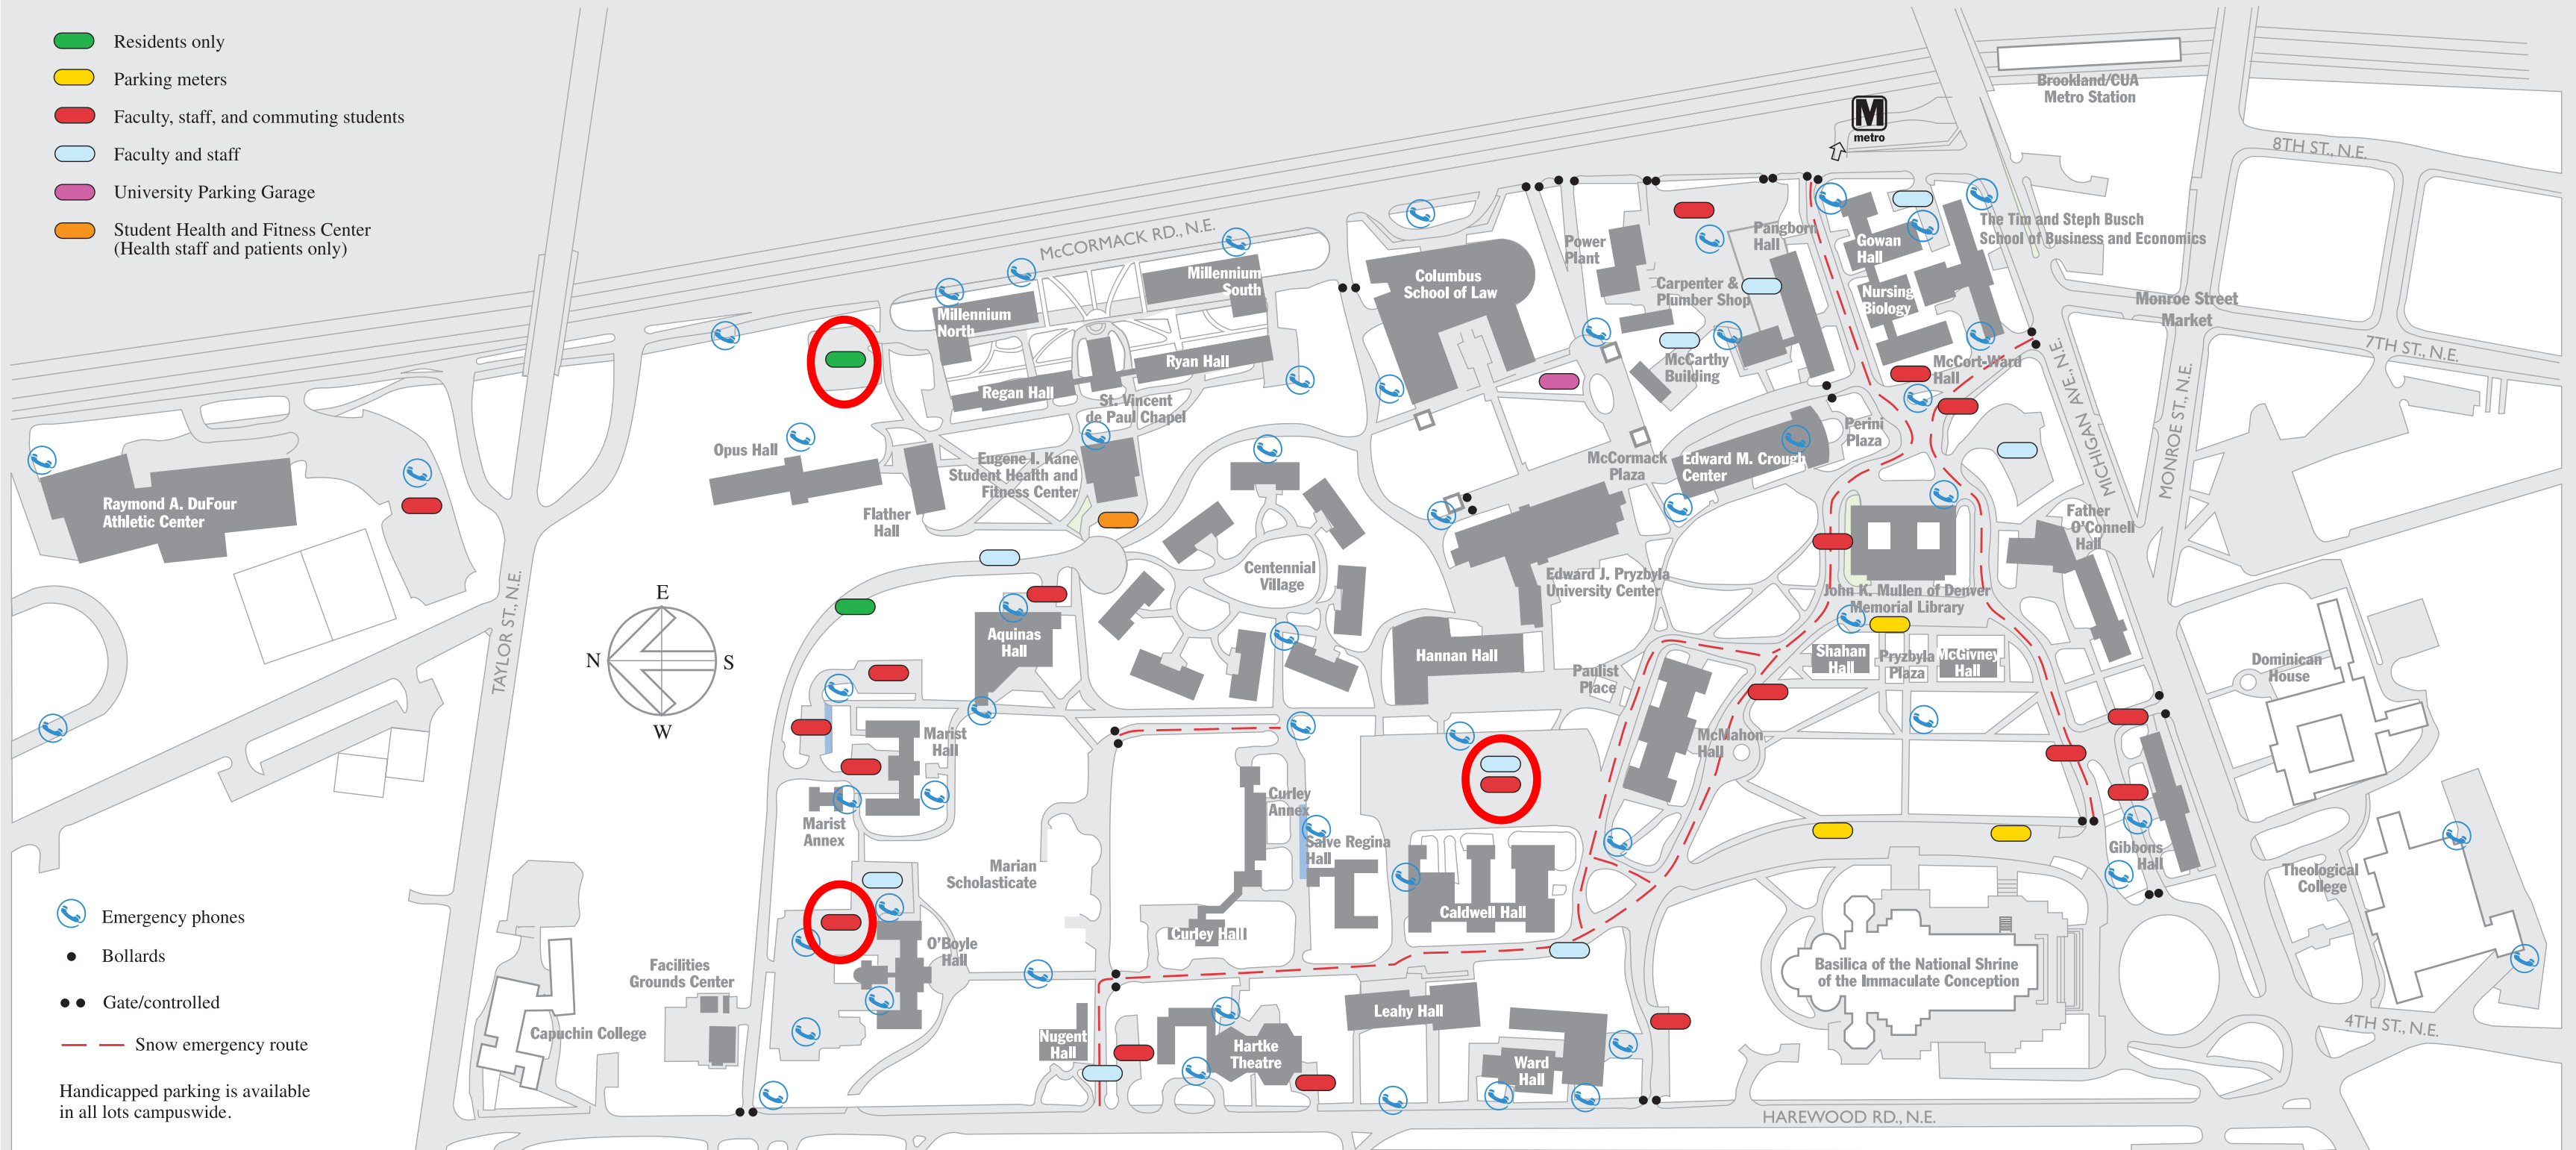 Residents only
Parking meters
Faculty, staff, and commuting students
Faculty and staff
University Parking Garage
Student Health and Fitness Center
(Health staff and patients only)
Brookland/CUA
Metro Station
M
metro
8TH ST., N.E.
McCORMACK RD., N.E.
The Tim and Steph Busch
School of Business and Economics
Pangborn
Hall
Gowan
Hall
Power
Plant
Millennium
South
Columbus
School of Law
Carpenter &
Plumber Shop
Nursing
Biology
Monroe Street
Market
Millennium
North
7TH ST., N.E.
Ryan Hall
McCarthy
Building
McCort-Ward
Hall
MICHIGAN AVE., N.E.
MONROE ST., N.E.
Regan Hall
St. Vincent
de Paul Chapel
Perini
Plaza
Opus Hall
Eugene I. Kane
Student Health and
Fitness Center
McCormack
Plaza
Edward M. Crough
Center
Raymond A. DuFour
Athletic Center
Flather
Hall
Father
O'Connell
Hall
Centennial
Village
Edward J. Pryzbyla
University Center
John K. Mullen of Denver
Memorial Library
TAYLOR ST., N.E.
E
N
S
W
Aquinas
Hall
Hannan Hall
Paulist
Place
Shahan
Hall
Pryzbyla
Plaza
McGivney
Hall
Dominican
House
Marist
Hall
McMahon
Hall
Curley
Annex
Marist
Annex
Salve Regina
Hall
Gibbons
Hall
Marian
Scholasticate
Theological
College
Caldwell Hall
Curley Hall
O'Boyle
Hall
Emergency phones
Bollards
Gate/controlled
Snow emergency route
Handicapped parking is available
in all lots campuswide.
Facilities
Grounds Center
Capuchin College
Basilica of the National Shrine
of the Immaculate Conception
Leahy Hall
Nugent
Hall
Hartke
Theatre
Ward
Hall
4TH ST., N.E.
HAREWOOD RD., N.E.